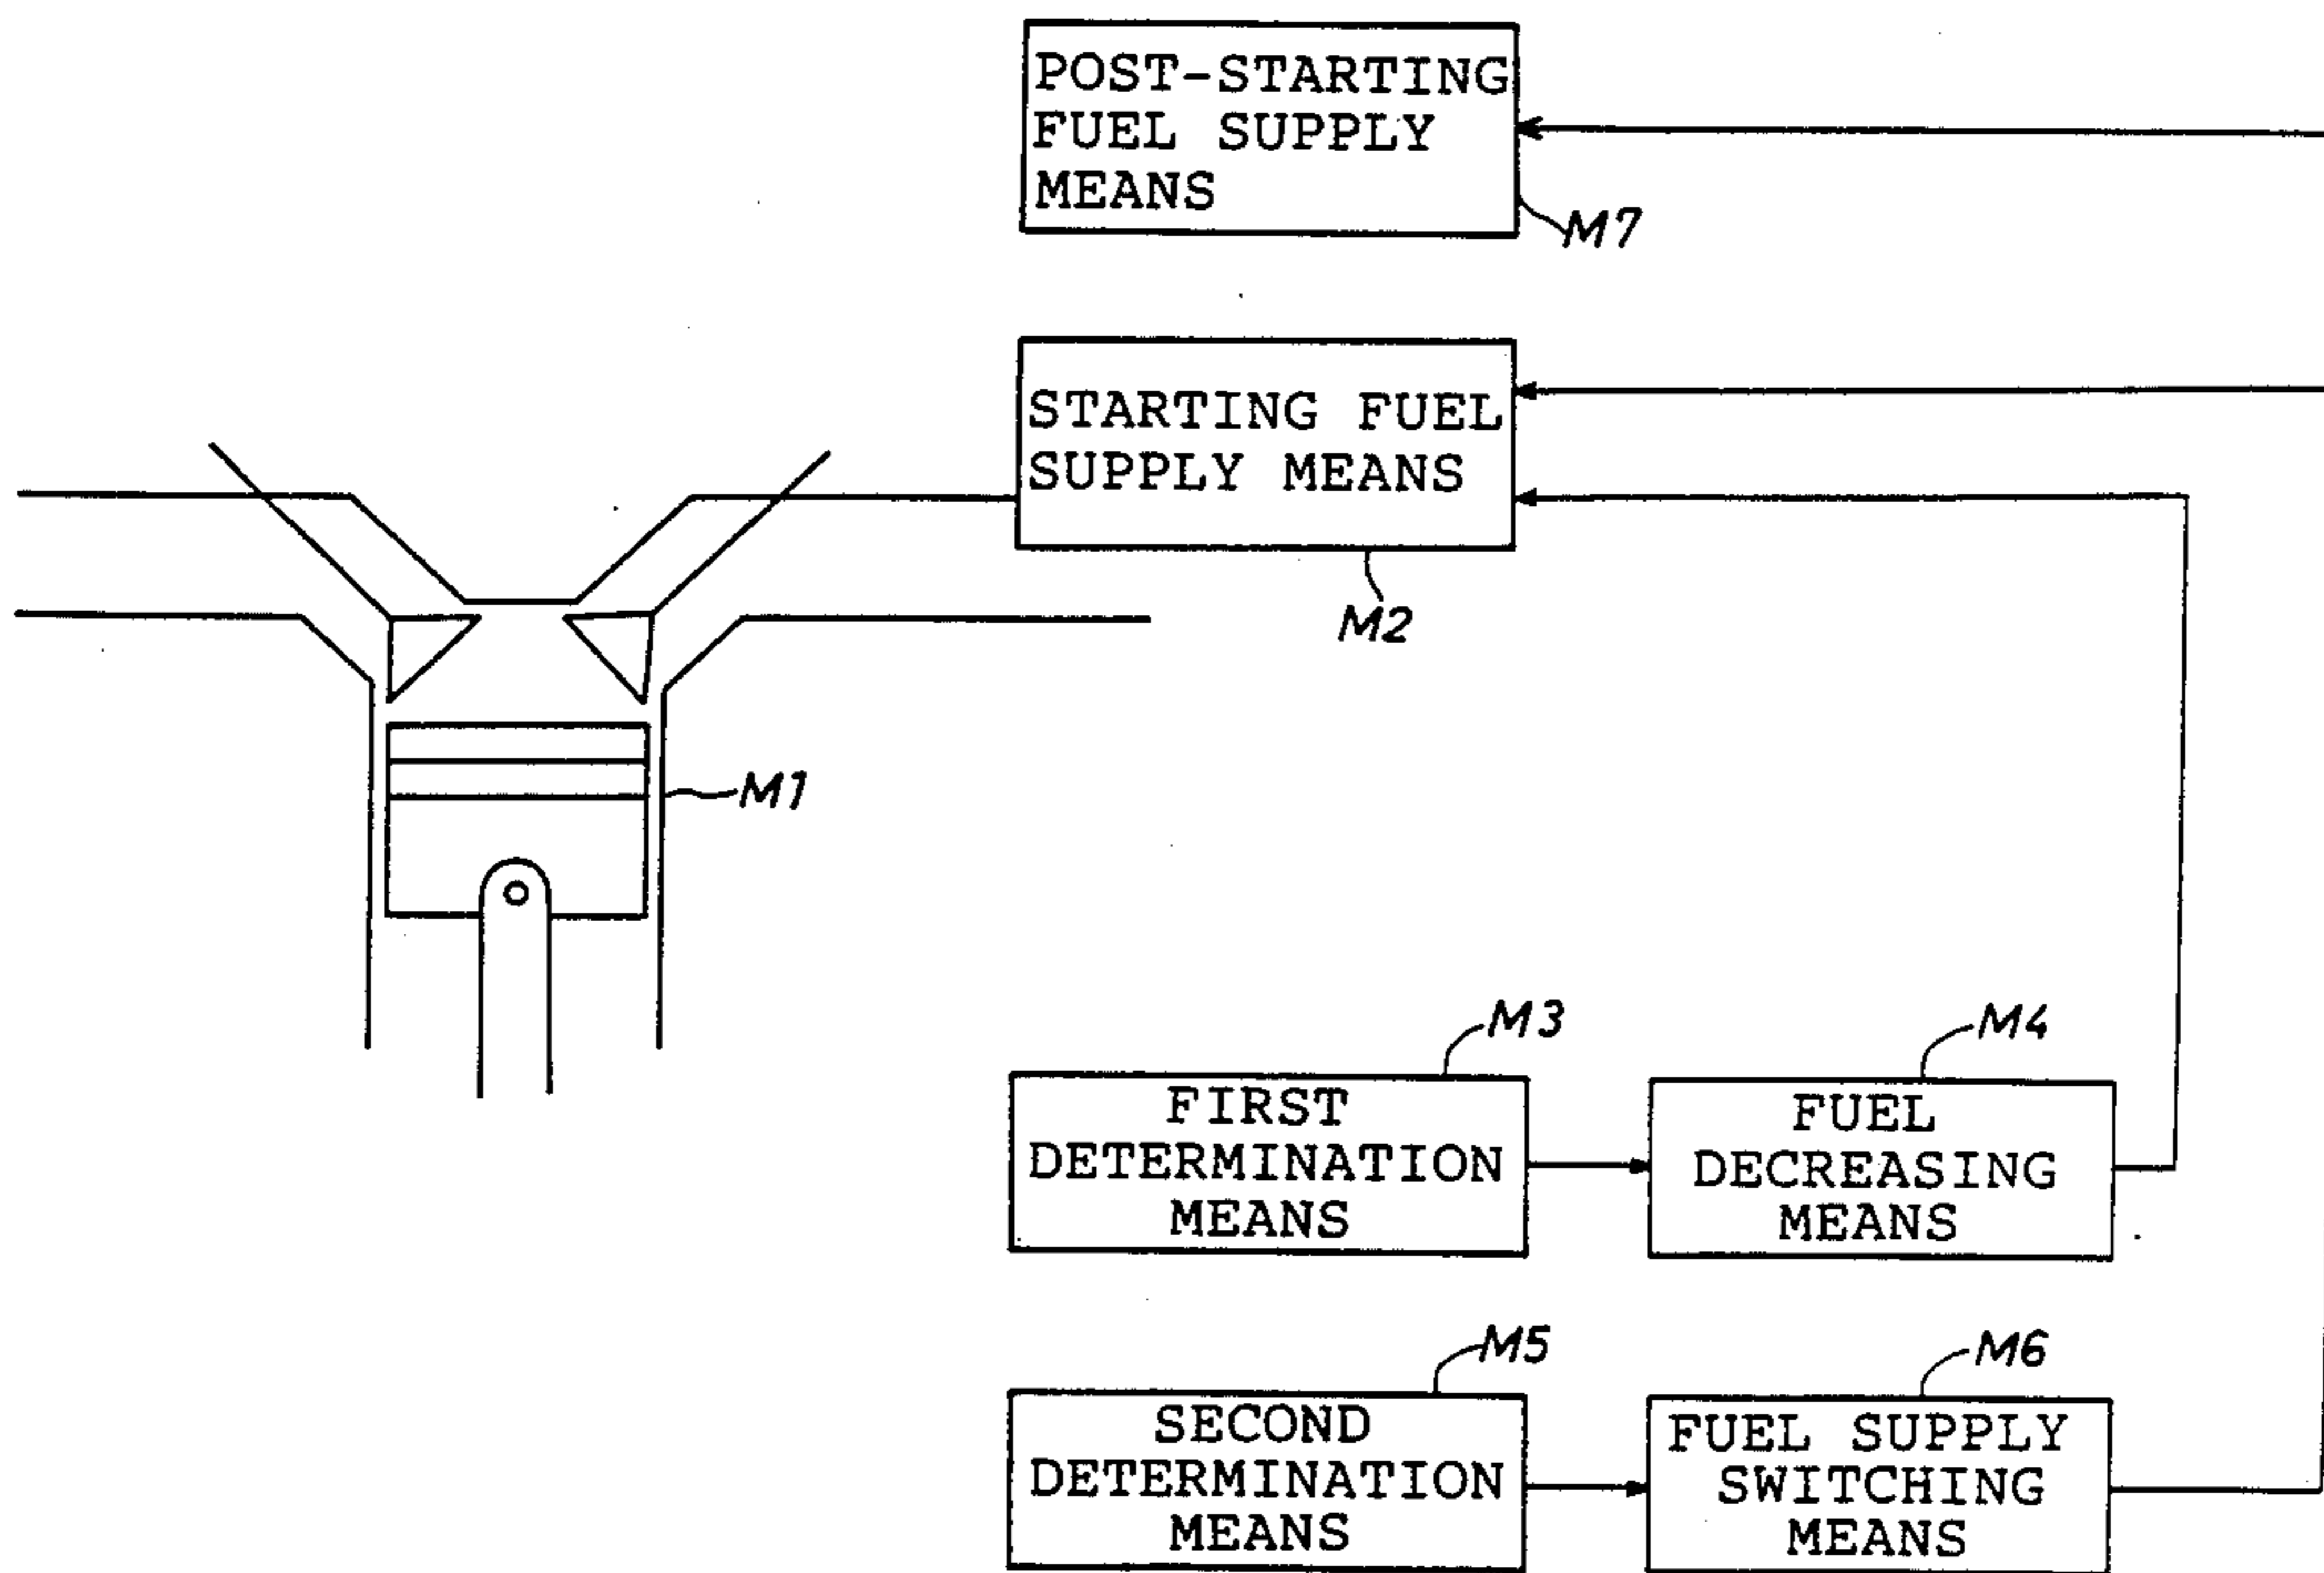 POST-STARTING
FUEL SUPPLY
MEANS
M7
STARTING FUEL
SUPPLY MEANS
M2
M1
M3
FIRST
DETERMINATION
MEANS
M4
FUEL
DECREASING
MEANS
M5
SECOND
DETERMINATION
MEANS
M6
FUEL SUPPLY
SWITCHING
MEANS